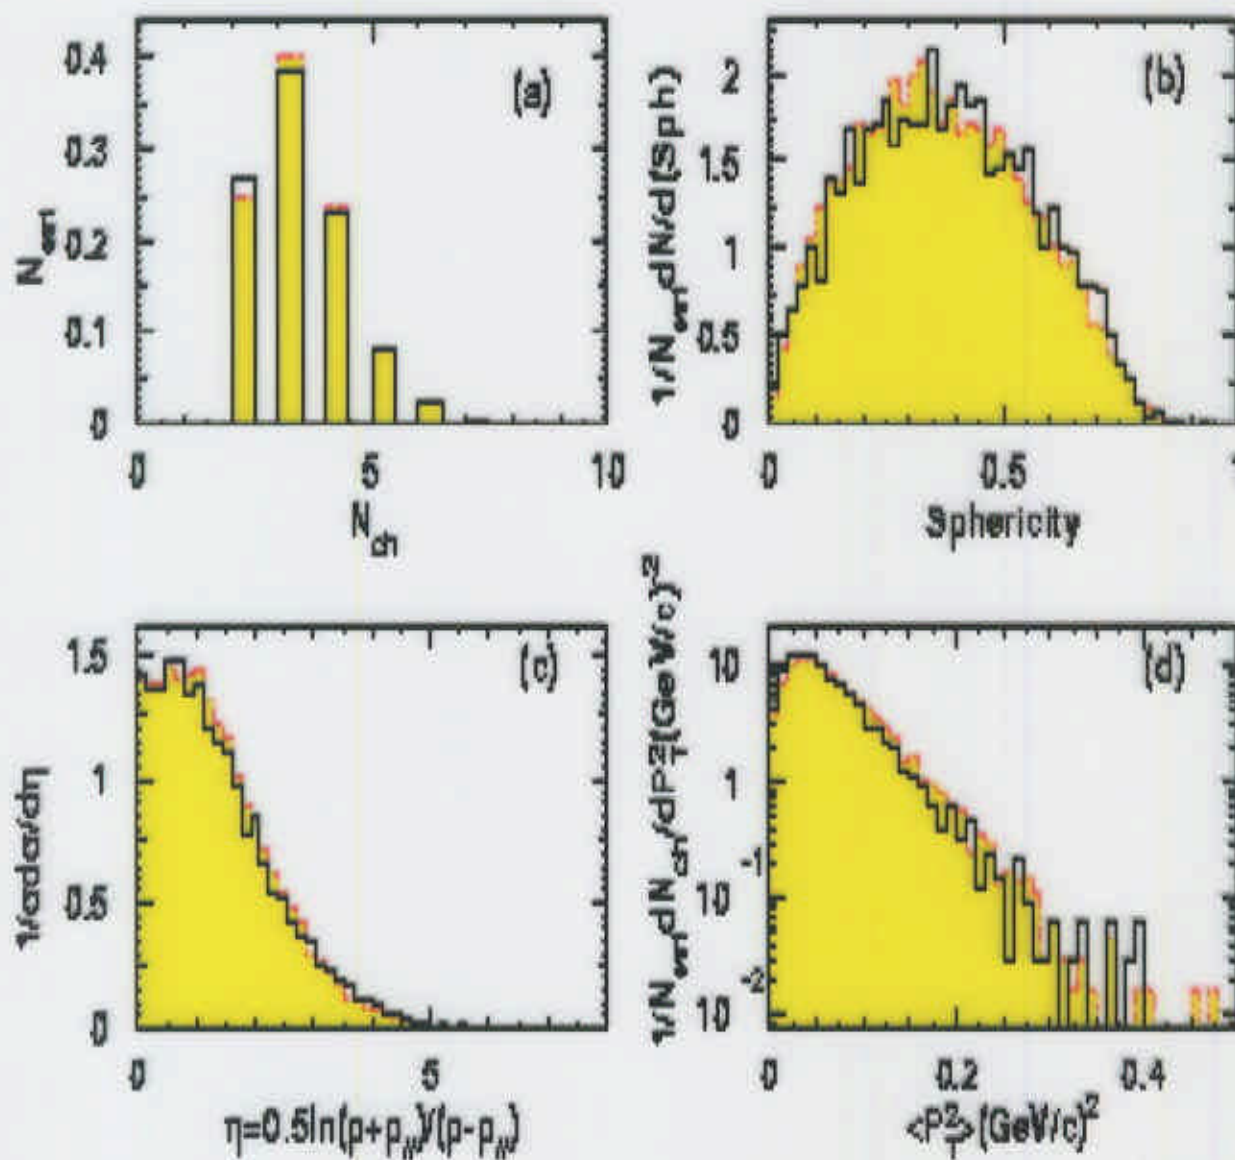 (a)
0.4
0.3
0.2
0.1
0
N_evt
0 5 10
N_ch
(b)
2
1.5
1
0.5
0
1/N_evt dN/d(Sph)
0 0.5 1
Sphericity
(c)
1.5
1
0.5
0
1/σdσ/dη
0 5
η=0.5ln(p+p_//)/(p-p_//)
(d)
10
1
10^-1
10^-2
1/N_evt dN_ch/dP_T^2(GeV/c)^-2
0 0.2 0.4
<P_T^2>(GeV/c)^2